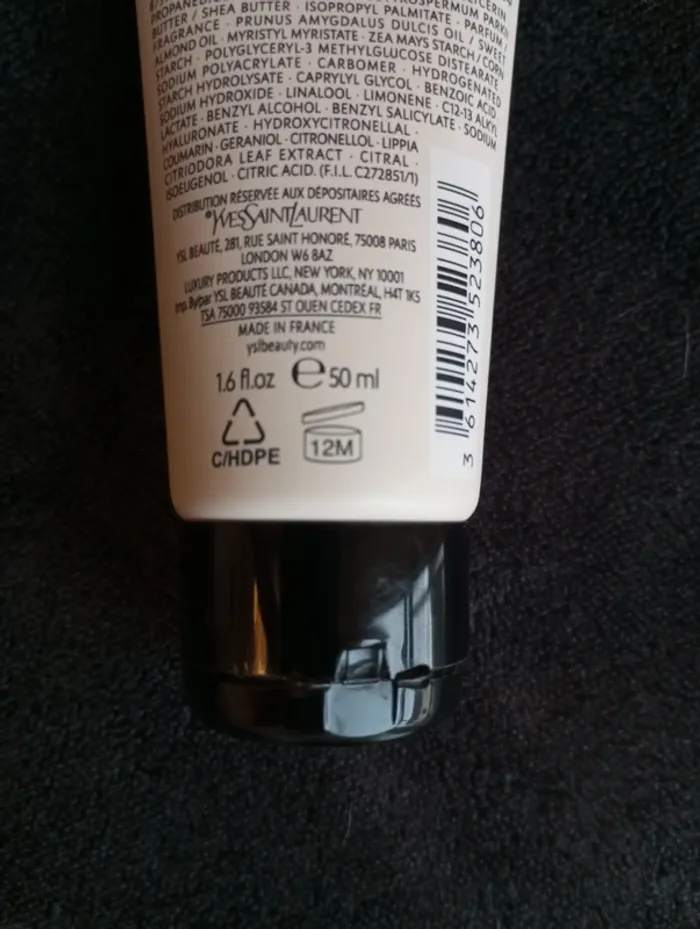 PROPANEDIOL
GLYCERIN
BUTTER / SHEA BUTTER · ISOPROPYL PALMITATE · PARFUM /
FRAGRANCE · PRUNUS AMYGDALUS DULCIS OIL / SWEET
ALMOND OIL · MYRISTYL MYRISTATE · ZEA MAYS STARCH / CORN
STARCH · POLYGLYCERYL-3 METHYLGLUCOSE DISTEARATE ·
SODIUM POLYACRYLATE · CARBOMER · HYDROGENATED
STARCH HYDROLYSATE · CAPRYLYL GLYCOL · BENZOIC ACID
SODIUM HYDROXIDE · LINALOOL · LIMONENE · C12-13 ALKYL
LACTATE · BENZYL ALCOHOL · BENZYL SALICYLATE · SODIUM
HYALURONATE · HYDROXYCITRONELLAL ·
COUMARIN · GERANIOL · CITRONELLOL · LIPPIA
CITRIODORA LEAF EXTRACT · CITRAL ·
ISOEUGENOL · CITRIC ACID. (F.I.L. C272851/1)
DISTRIBUTION RÉSERVÉE AUX DÉPOSITAIRES AGRÉES
YVESSAINTLAURENT
YSL BEAUTÉ, 281, RUE SAINT HONORÉ, 75008 PARIS
LONDON W6 8AZ
LUXURY PRODUCTS LLC, NEW YORK, NY 10001
Imp. By/par YSL BEAUTÉ CANADA, MONTRÉAL, H4T 1K5
TSA 75000 93584 ST OUEN CEDEX FR
MADE IN FRANCE
yslbeauty.com
1.6 fl.oz ℮ 50 ml
C/HDPE
12M
3 614273 523806